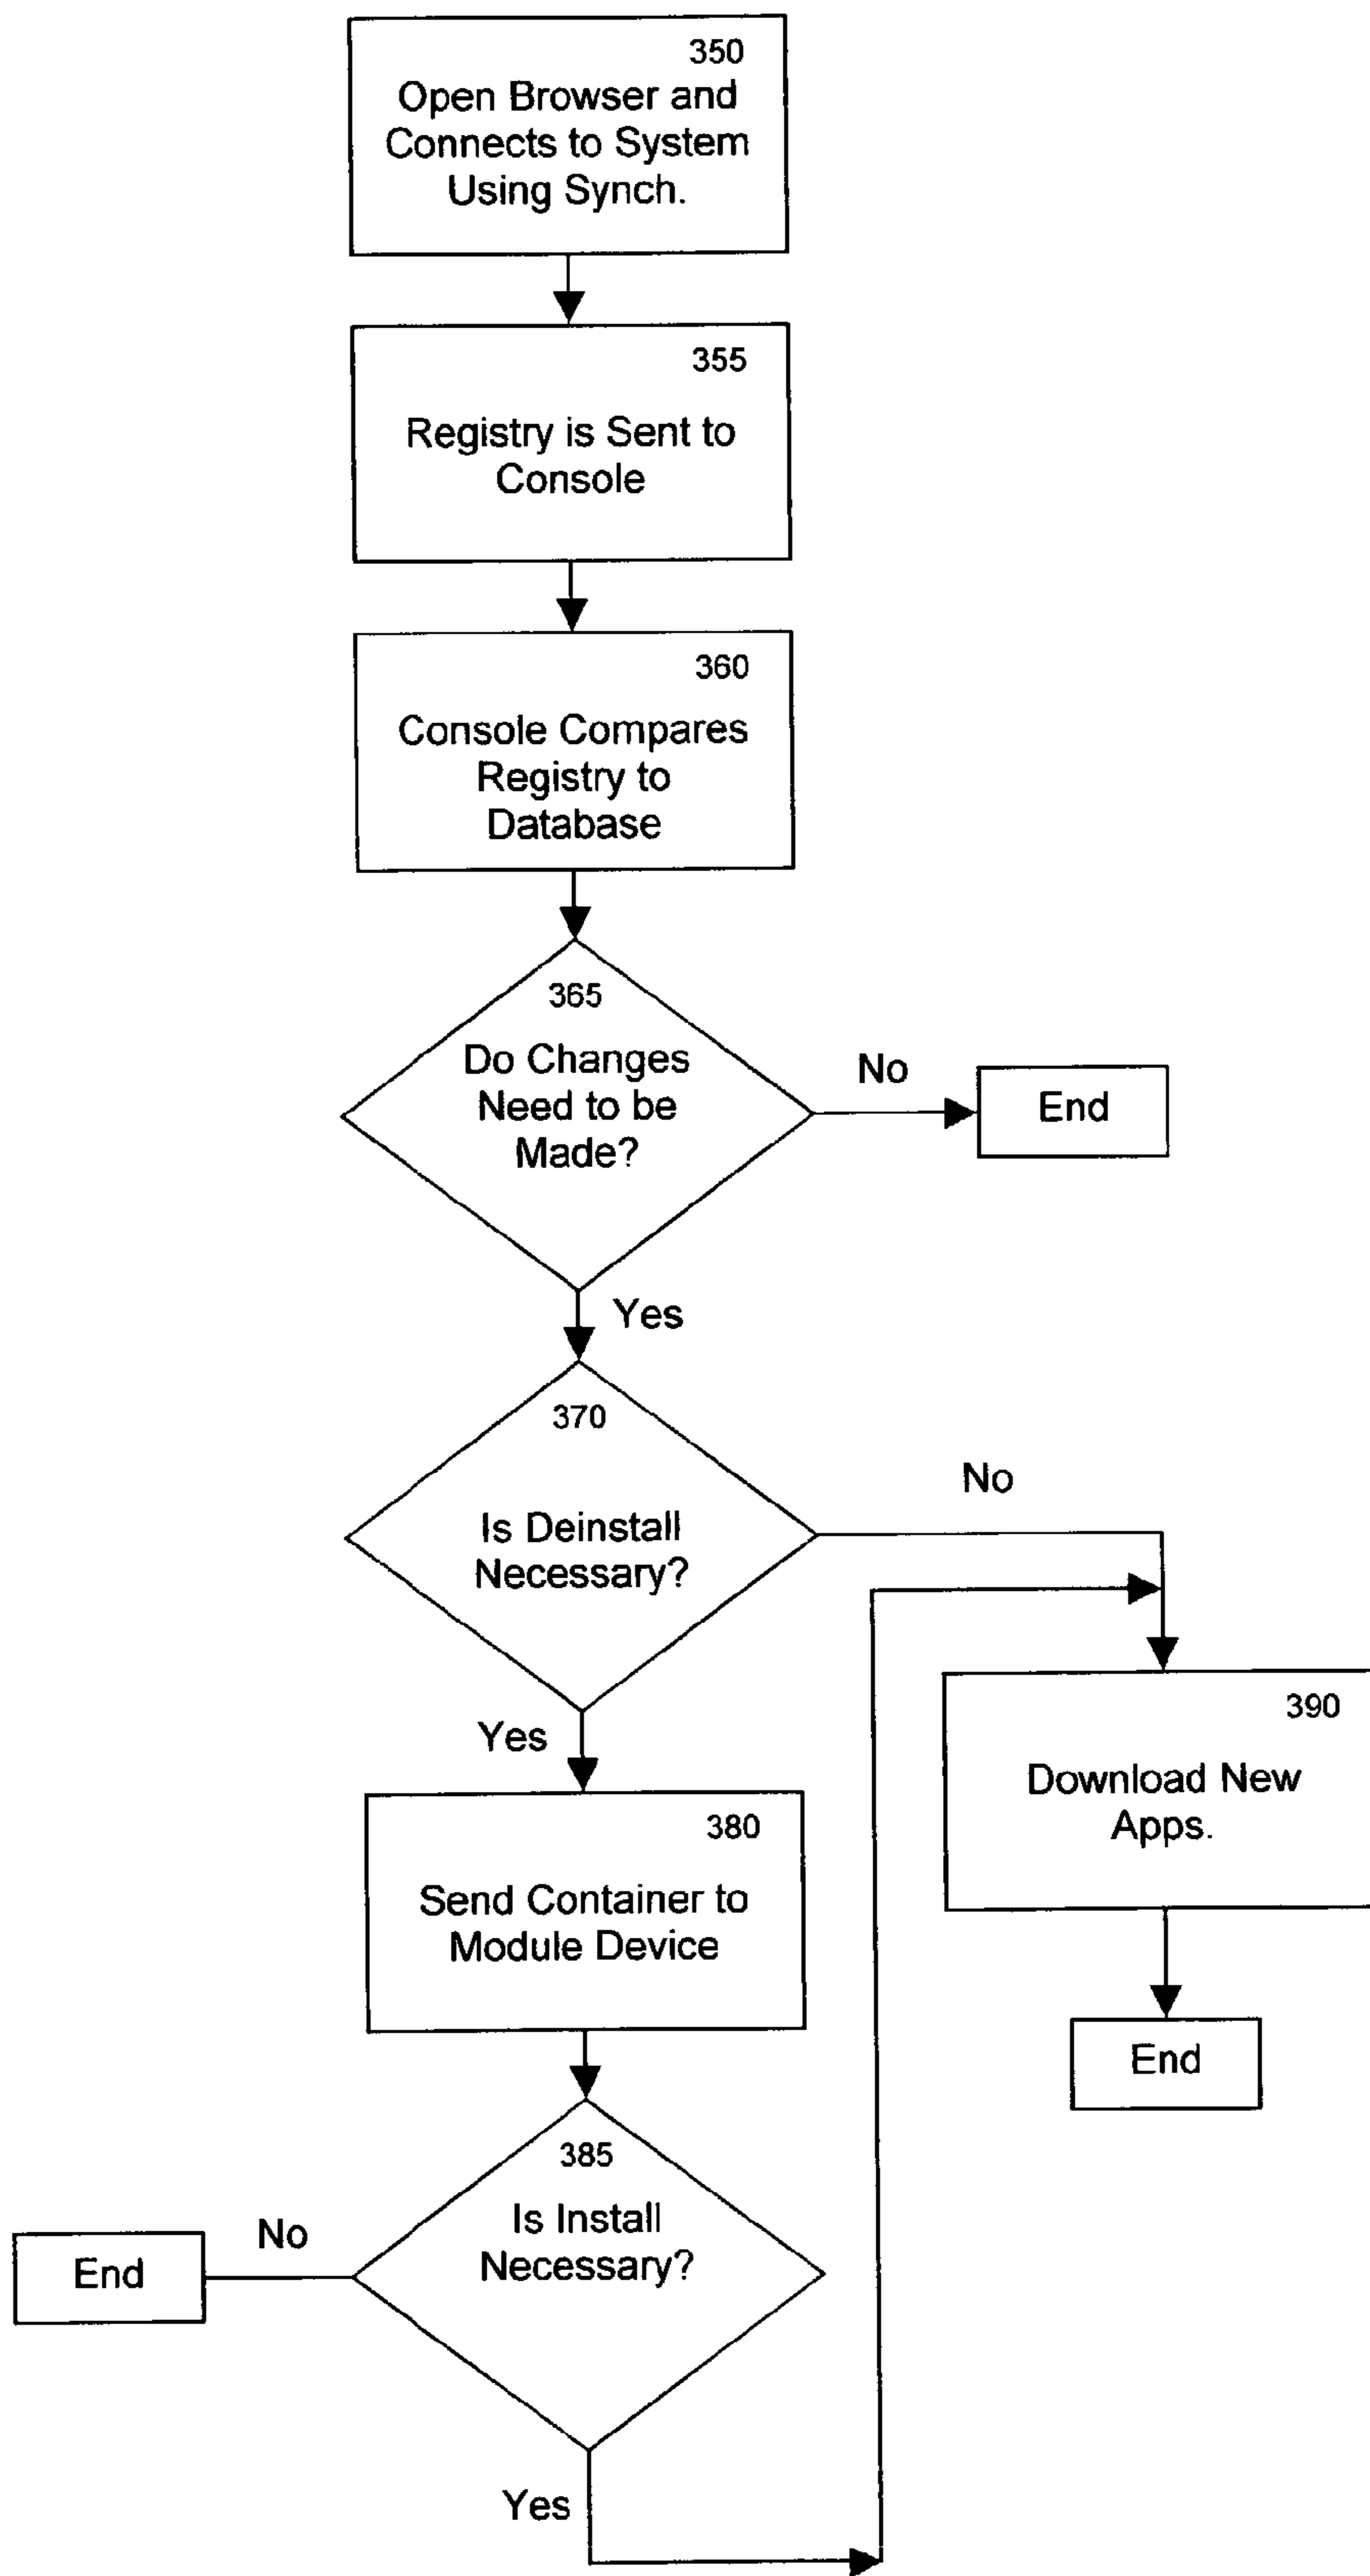 350
Open Browser and
Connects to System
Using Synch.
355
Registry is Sent to
Console
360
Console Compares
Registry to
Database
365
Do Changes
Need to be
Made?
No
End
Yes
370
Is Deinstall
Necessary?
No
Yes
380
Send Container to
Module Device
390
Download New
Apps.
End
385
Is Install
Necessary?
No
End
Yes